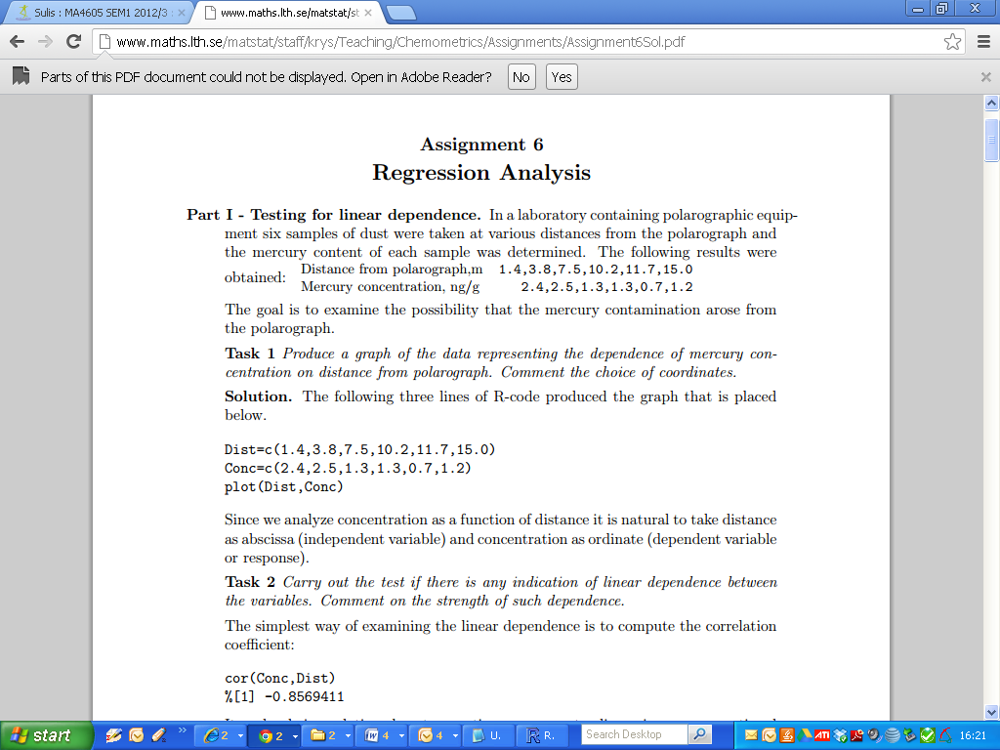 Sulis : MA4605 SEM1 2012/3 :
www.maths.lth.se/matstat/st
www.maths.lth.se/matstat/staff/krys/Teaching/Chemometrics/Assignments/Assignment6Sol.pdf
Parts of this PDF document could not be displayed. Open in Adobe Reader? No Yes
Assignment 6
Regression Analysis
Part I - Testing for linear dependence. In a laboratory containing polarographic equip-
ment six samples of dust were taken at various distances from the polarograph and
the mercury content of each sample was determined. The following results were
obtained:
Distance from polarograph,m 1.4,3.8,7.5,10.2,11.7,15.0
Mercury concentration, ng/g 2.4,2.5,1.3,1.3,0.7,1.2
The goal is to examine the possibility that the mercury contamination arose from
the polarograph.
Task 1 Produce a graph of the data representing the dependence of mercury con-
centration on distance from polarograph. Comment the choice of coordinates.
Solution. The following three lines of R-code produced the graph that is placed
below.
Dist=c(1.4,3.8,7.5,10.2,11.7,15.0)
Conc=c(2.4,2.5,1.3,1.3,0.7,1.2)
plot(Dist,Conc)
Since we analyze concentration as a function of distance it is natural to take distance
as abscissa (independent variable) and concentration as ordinate (dependent variable
or response).
Task 2 Carry out the test if there is any indication of linear dependence between
the variables. Comment on the strength of such dependence.
The simplest way of examining the linear dependence is to compute the correlation
coefficient:
cor(Conc,Dist)
%[1] -0.8569411
start 2 2 2 4 4 U. R. Search Desktop 16:21